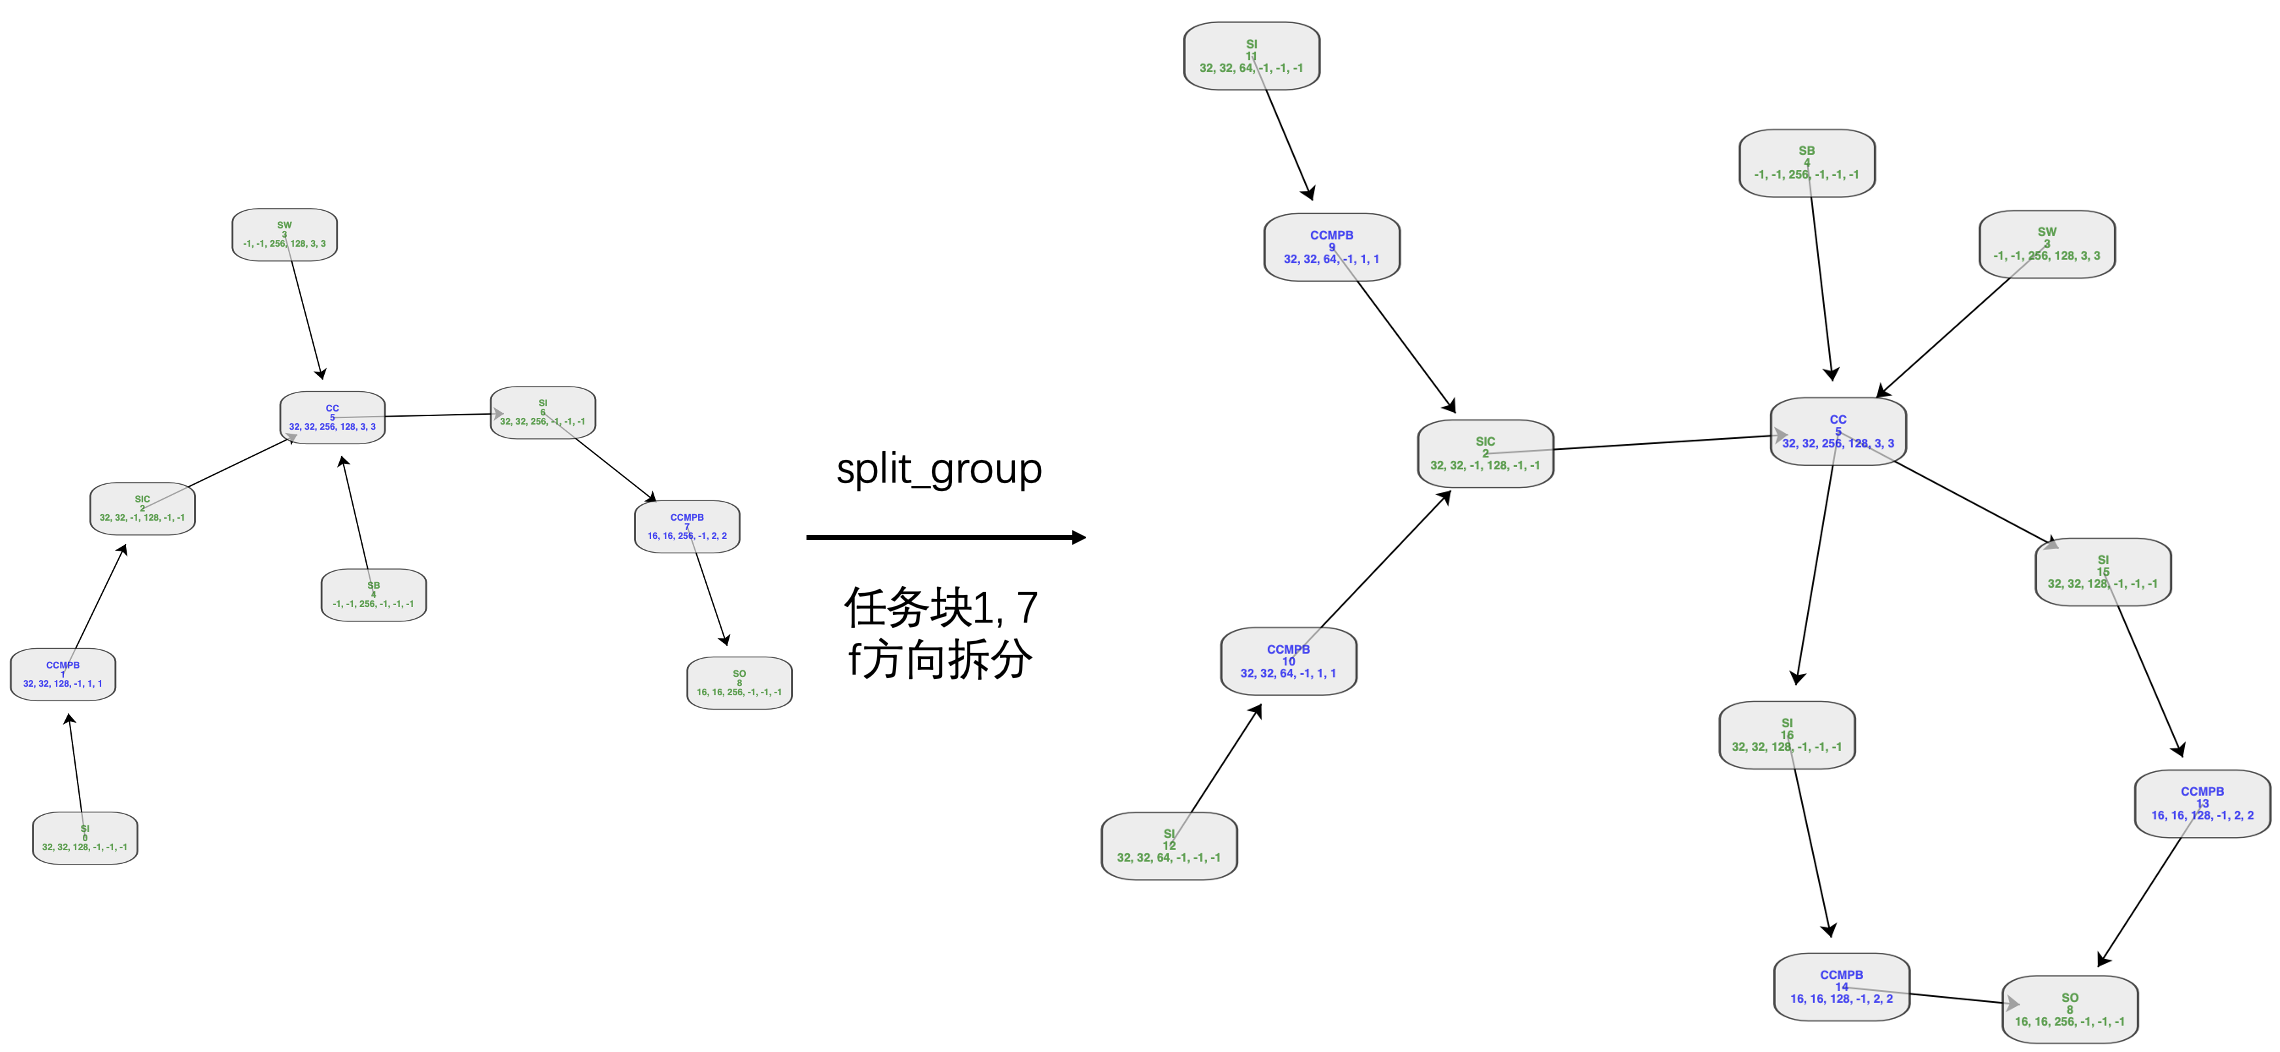 SW
3
-1, -1, 256, 128, 3, 3
CC
5
32, 32, 256, 128, 3, 3
SI
6
32, 32, 256, -1, -1, -1
SIC
2
32, 32, -1, 128, -1, -1
CCMPB
7
16, 16, 256, -1, 2, 2
SB
4
-1, -1, 256, -1, -1, -1
CCMPB
1
32, 32, 128, -1, 1, 1
SO
8
16, 16, 256, -1, -1, -1
SI
0
32, 32, 128, -1, -1, -1
split_group
任务块1, 7
f方向拆分
SI
11
32, 32, 64, -1, -1, -1
SB
4
-1, -1, 256, -1, -1, -1
CCMPB
9
32, 32, 64, -1, 1, 1
SW
3
-1, -1, 256, 128, 3, 3
SIC
2
32, 32, -1, 128, -1, -1
CC
5
32, 32, 256, 128, 3, 3
SI
15
32, 32, 128, -1, -1, -1
CCMPB
10
32, 32, 64, -1, 1, 1
SI
16
32, 32, 128, -1, -1, -1
CCMPB
13
16, 16, 128, -1, 2, 2
SI
12
32, 32, 64, -1, -1, -1
CCMPB
14
16, 16, 128, -1, 2, 2
SO
8
16, 16, 256, -1, -1, -1